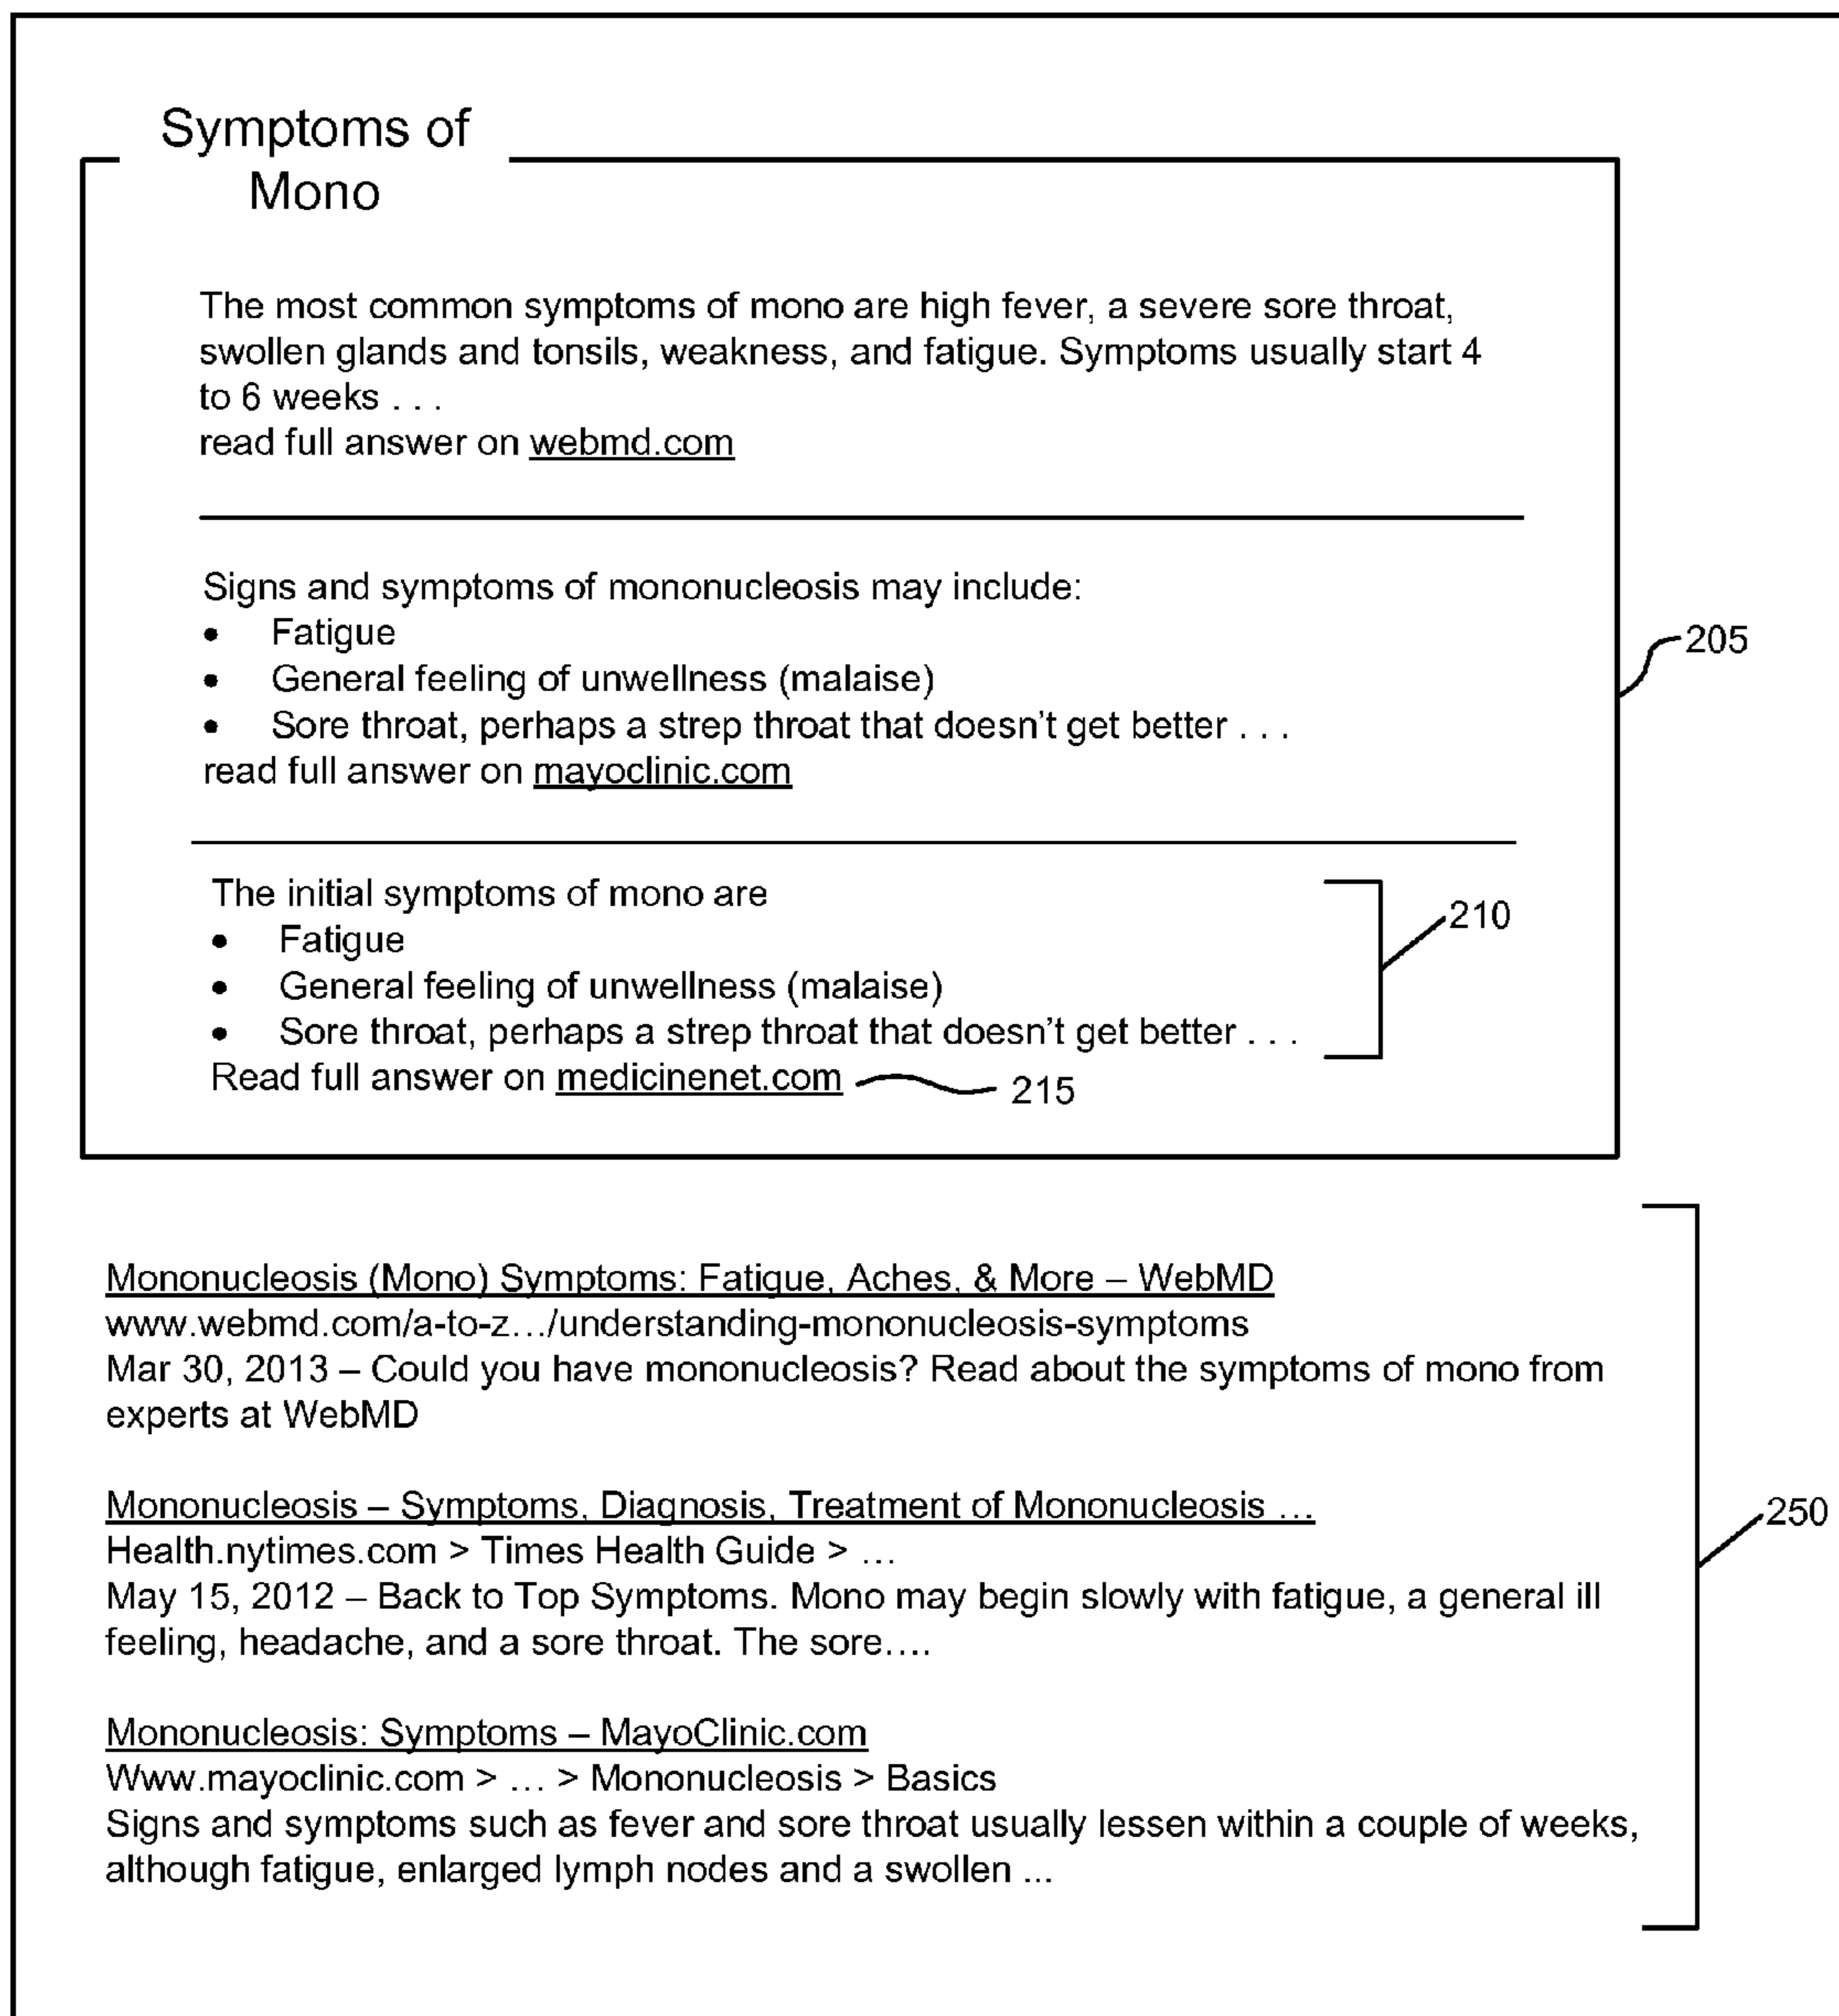 Symptoms of
Mono
The most common symptoms of mono are high fever, a severe sore throat,
swollen glands and tonsils, weakness, and fatigue. Symptoms usually start 4
to 6 weeks . . .
read full answer on webmd.com
Signs and symptoms of mononucleosis may include:
• Fatigue
• General feeling of unwellness (malaise)
• Sore throat, perhaps a strep throat that doesn't get better . . .
read full answer on mayoclinic.com
205
The initial symptoms of mono are
• Fatigue
• General feeling of unwellness (malaise)
• Sore throat, perhaps a strep throat that doesn't get better . . .
210
Read full answer on medicinenet.com
215
Mononucleosis (Mono) Symptoms: Fatigue, Aches, & More – WebMD
www.webmd.com/a-to-z…/understanding-mononucleosis-symptoms
Mar 30, 2013 – Could you have mononucleosis? Read about the symptoms of mono from
experts at WebMD
Mononucleosis – Symptoms, Diagnosis, Treatment of Mononucleosis …
Health.nytimes.com > Times Health Guide > …
May 15, 2012 – Back to Top Symptoms. Mono may begin slowly with fatigue, a general ill
feeling, headache, and a sore throat. The sore….
250
Mononucleosis: Symptoms – MayoClinic.com
Www.mayoclinic.com > … > Mononucleosis > Basics
Signs and symptoms such as fever and sore throat usually lessen within a couple of weeks,
although fatigue, enlarged lymph nodes and a swollen ...